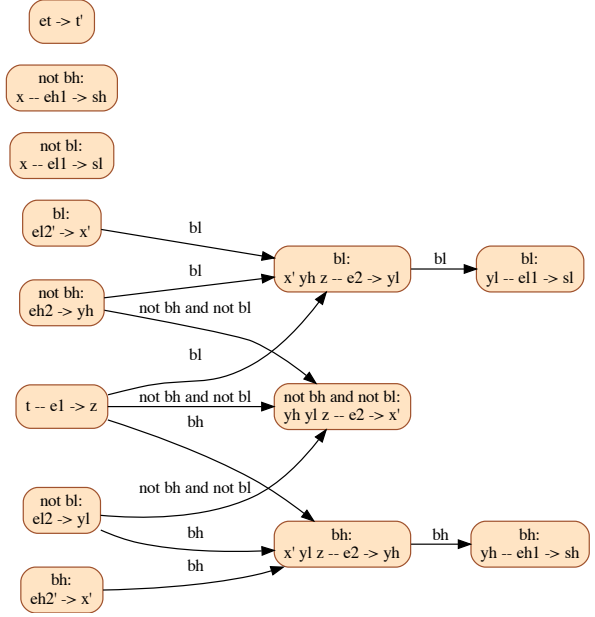 et -> t'
not bh:
x -- eh1 -> sh
not bl:
x -- el1 -> sl
bl:
el2' -> x'
bl
bl:
x' yh z -- e2 -> yl
bl
bl:
yl -- el1 -> sl
not bh:
eh2 -> yh
bl
not bh and not bl
bl
t -- e1 -> z
not bh and not bl
bh
not bh and not bl:
yh yl z -- e2 -> x'
not bl:
el2 -> yl
not bh and not bl
bh
bh:
x' yl z -- e2 -> yh
bh
bh:
yh -- eh1 -> sh
bh:
eh2' -> x'
bh